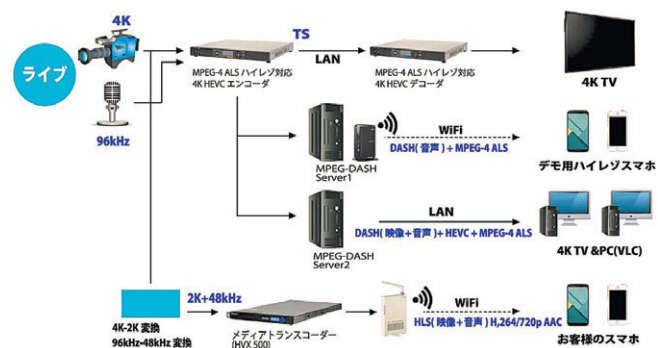 4K
ライブ
96kHz
MPEG-4 ALS ハイレゾ対応
4K HEVC エンコーダ
TS
LAN
MPEG-4 ALS ハイレゾ対応
4K HEVC デコーダ
4K TV
MPEG-DASH
Server1
WiFi
DASH( 音声 ) + MPEG-4 ALS
デモ用ハイレゾスマホ
MPEG-DASH
Server2
LAN
DASH( 映像+音声 ) + HEVC + MPEG-4 ALS
4K TV &PC(VLC)
4K-2K 変換
96kHz-48kHz 変換
2K+48kHz
メディアトランスコーダー
(HVX 500)
WiFi
HLS( 映像+音声 ) H,264/720p AAC
お客様のスマホ